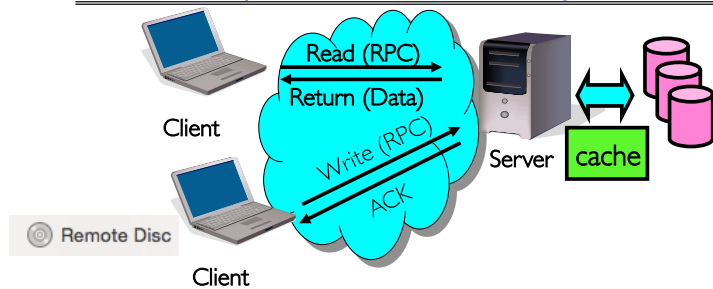 Read (RPC)
Return (Data)
Client
Write (RPC)
ACK
Server
cache
Remote Disc
Client